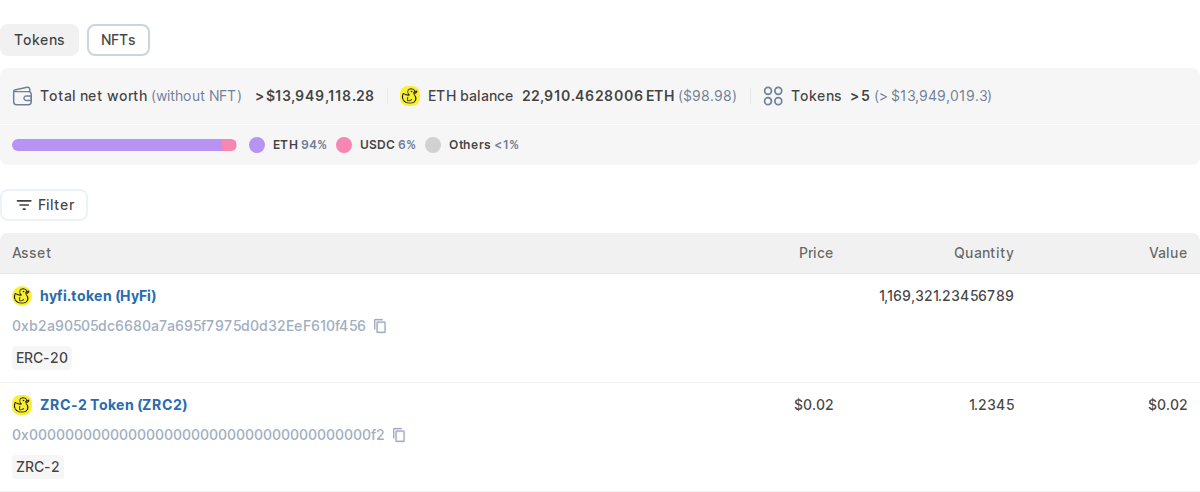 Tokens NFTs
Total net worth (without NFT) >$13,949,118.28 ETH balance 22,910.4628006 ETH ($98.98) Tokens >5 (> $13,949,019.3)
ETH 94% USDC 6% Others <1%
Filter
Asset Price Quantity Value
hyfi.token (HyFi) 1,169,321.23456789
0xb2a90505dc6680a7a695f7975d0d32EeF610f456
ERC-20
ZRC-2 Token (ZRC2) $0.02 1.2345 $0.02
0x00000000000000000000000000000000000000f2
ZRC-2